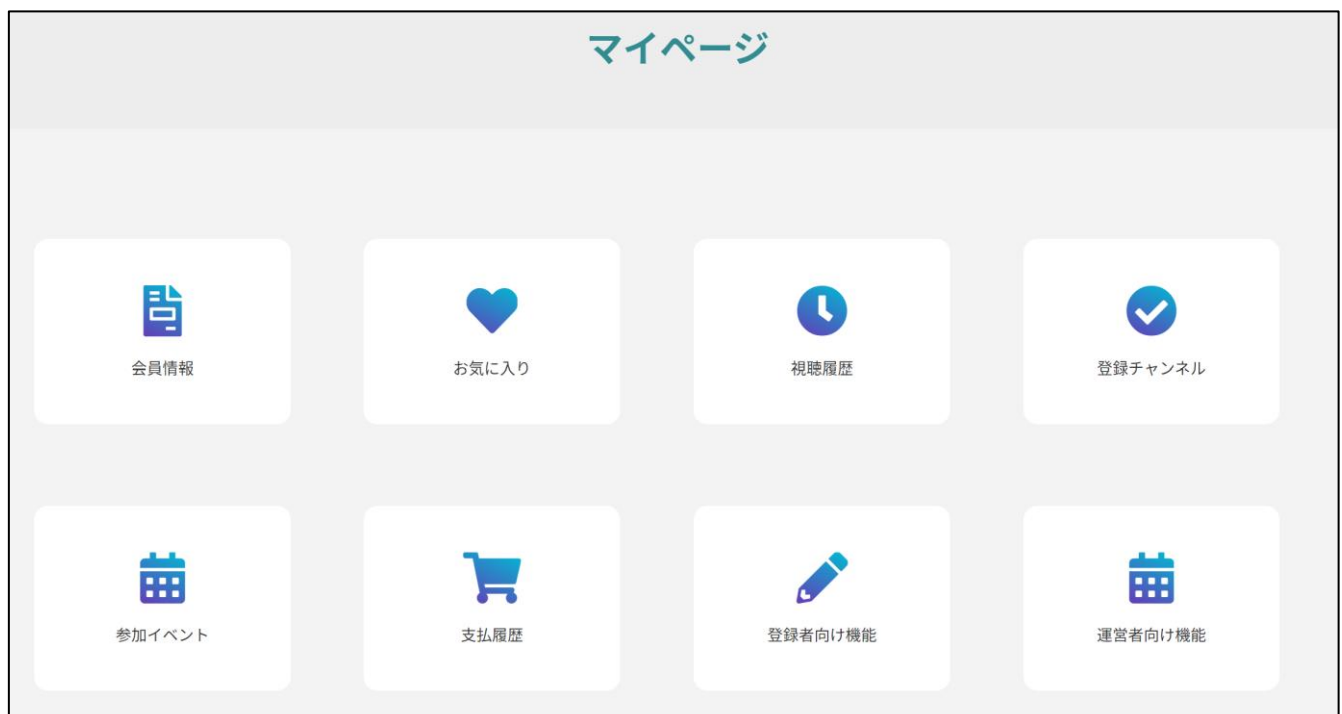 マイページ
会員情報
お気に入り
視聴履歴
登録チャンネル
参加イベント
支払履歴
登録者向け機能
運営者向け機能